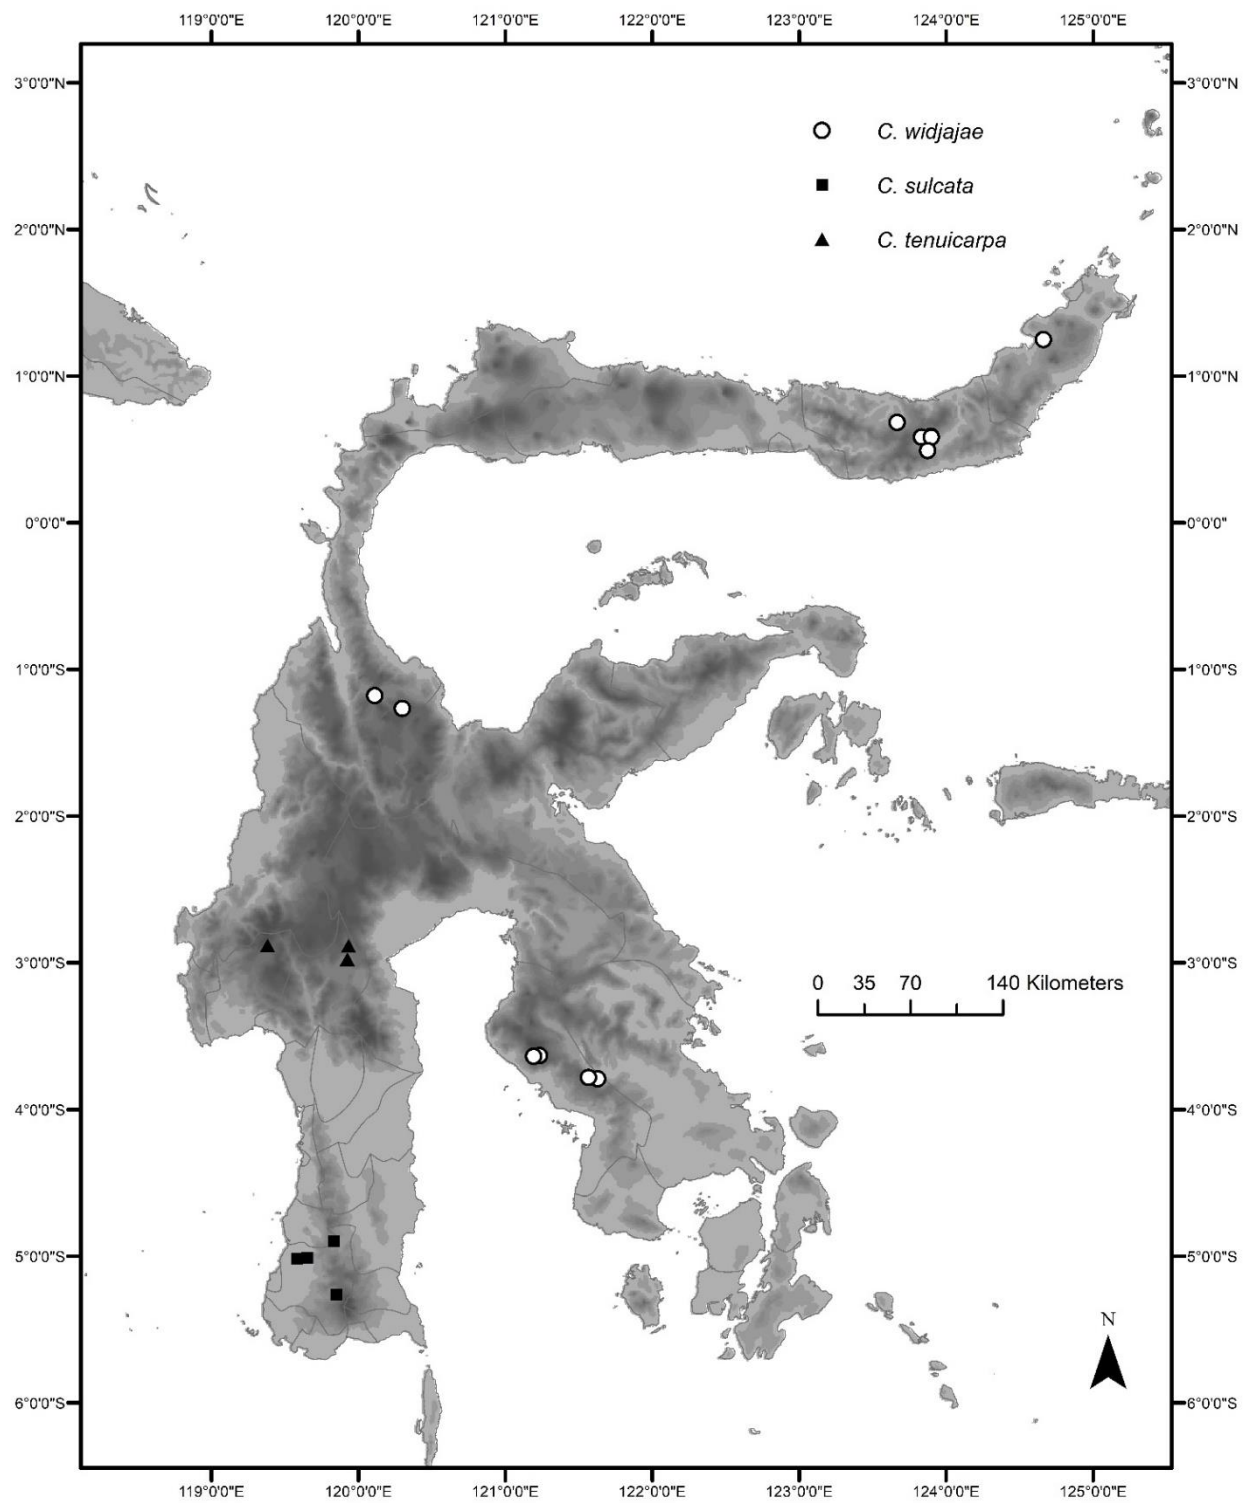 119°0'0"E 120°0'0"E 121°0'0"E 122°0'0"E 123°0'0"E 124°0'0"E 125°0'0"E
3°0'0"N 3°0'0"N
C. widjajae
C. sulcata
2°0'0"N 2°0'0"N
C. tenuicarpa
1°0'0"N 1°0'0"N
0°0'0" 0°0'0"
1°0'0"S 1°0'0"S
2°0'0"S 2°0'0"S
3°0'0"S 3°0'0"S
0 35 70 140 Kilometers
4°0'0"S 4°0'0"S
5°0'0"S 5°0'0"S
N
6°0'0"S 6°0'0"S
119°0'0"E 120°0'0"E 121°0'0"E 122°0'0"E 123°0'0"E 124°0'0"E 125°0'0"E